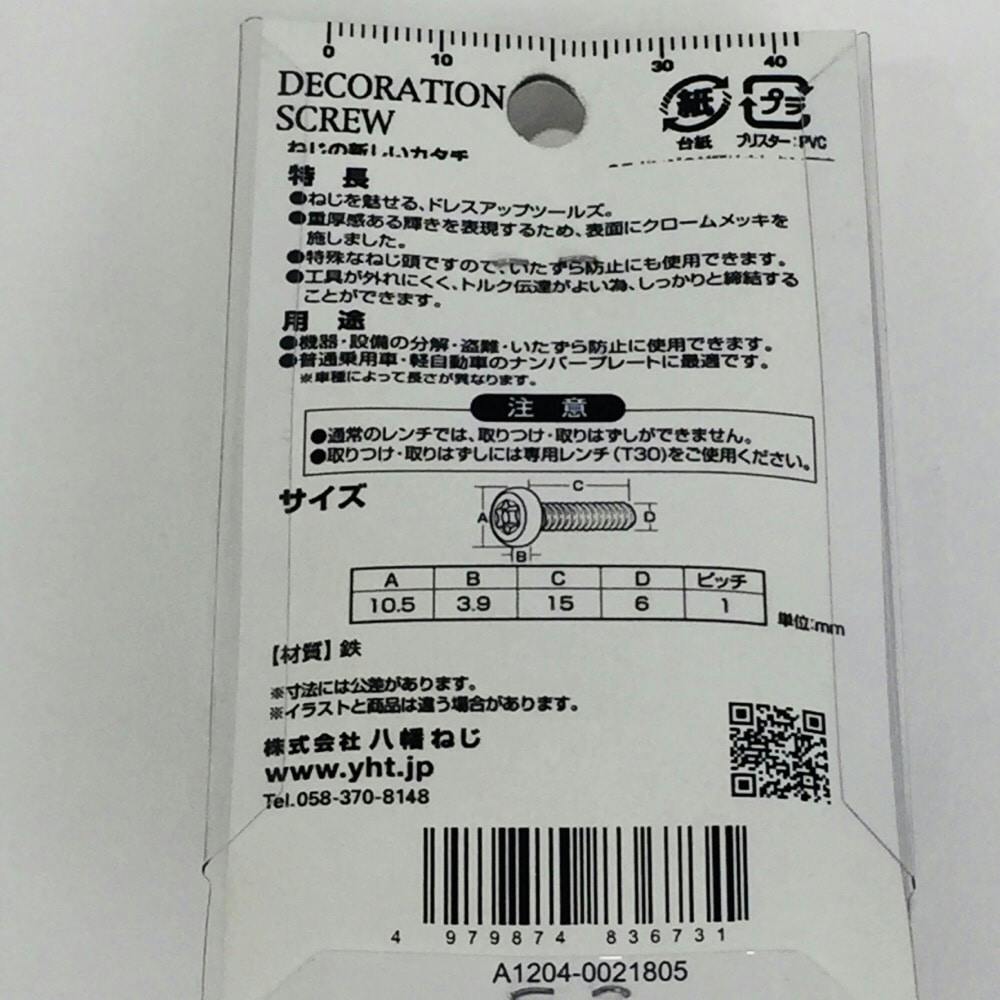 0 10 30 40
DECORATION
SCREW
ねじの新しいカタチ
紙 プラ
台紙 ブリスター:PVC
特長
●ねじを魅せる、ドレスアップツールズ。
●重厚感ある輝きを表現するため、表面にクロームメッキを
施しました。
●特殊なねじ頭ですので、いたずら防止にも使用できます。
●工具が外れにくく、トルク伝達がよい為、しっかりと締結する
ことができます。
用途
●機器・設備の分解・盗難・いたずら防止に使用できます。
●普通乗用車・軽自動車のナンバープレートに最適です。
※車種によって長さが異なります。
注意
●通常のレンチでは、取りつけ・取りはずしができません。
●取りつけ・取りはずしには専用レンチ(T30)をご使用ください。
サイズ
A B C D
A B C D ピッチ
10.5 3.9 15 6 1
単位:mm
【材質】鉄
※寸法には公差があります。
※イラストと商品は違う場合があります。
株式会社 八幡ねじ
www.yht.jp
Tel.058-370-8148
4 979874 836731
A1204-0021805